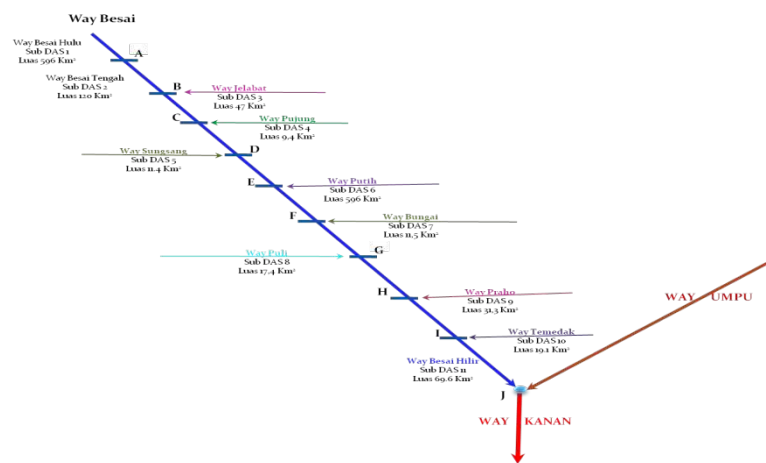 Way Besai
Way Besai Hulu
Sub DAS 1
Luas 596 Km²
A
Way Besai Tengah
Sub DAS 2
Luas 120 Km²
B
Way Jelabat
Sub DAS 3
Luas 47 Km²
C
Way Pujung
Sub DAS 4
Luas 9,4 Km²
Way Sungsang
Sub DAS 5
Luas 11.4 Km²
D
E
Way Putih
Sub DAS 6
Luas 596 Km²
F
Way Bungai
Sub DAS 7
Luas 11,5 Km²
Way Puli
Sub DAS 8
Luas 17,4 Km²
G
H
Way Praho
Sub DAS 9
Luas 31,3 Km²
WAY UMPU
I
Way Temedak
Sub DAS 10
Luas 19.1 Km²
Way Besai Hilir
Sub DAS 11
Luas 69.6 Km²
J
WAY KANAN